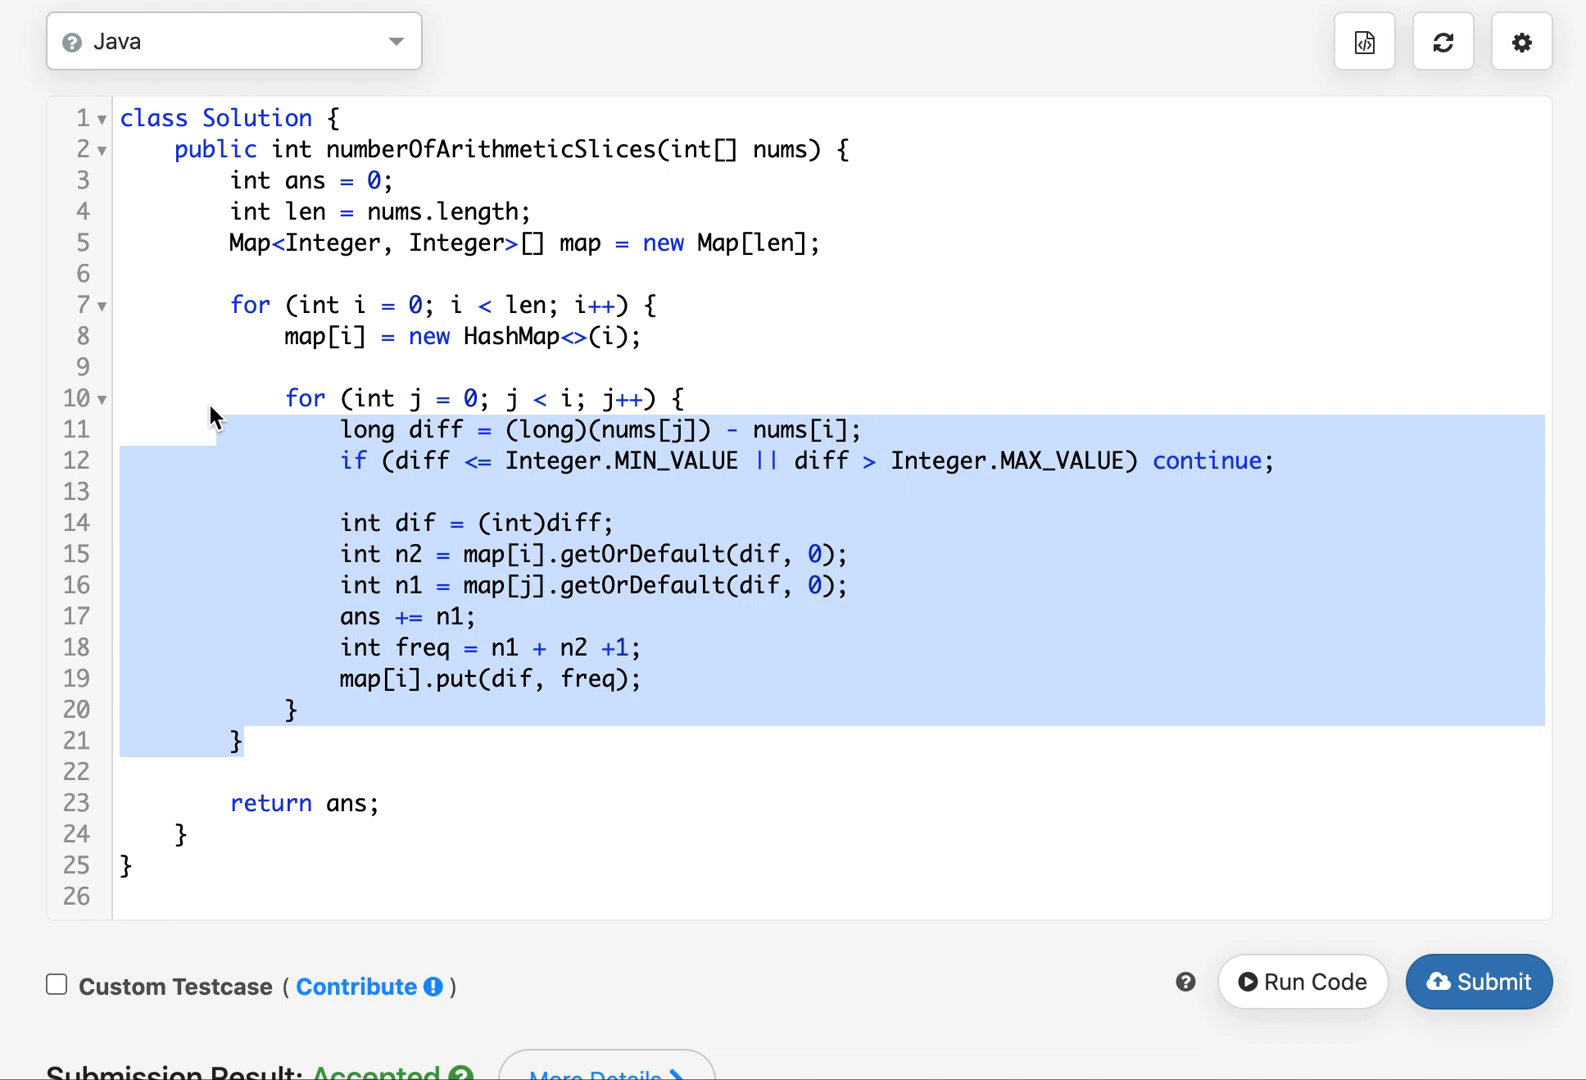 Java
1 class Solution {
2 public int numberOfArithmeticSlices(int[] nums) {
3 int ans = 0;
4 int len = nums.length;
5 Map<Integer, Integer>[] map = new Map[len];
6
7 for (int i = 0; i < len; i++) {
8 map[i] = new HashMap<>(i);
9
10 for (int j = 0; j < i; j++) {
11 long diff = (long)(nums[j]) - nums[i];
12 if (diff <= Integer.MIN_VALUE || diff > Integer.MAX_VALUE) continue;
13
14 int dif = (int)diff;
15 int n2 = map[i].getOrDefault(dif, 0);
16 int n1 = map[j].getOrDefault(dif, 0);
17 ans += n1;
18 int freq = n1 + n2 +1;
19 map[i].put(dif, freq);
20 }
21 }
22
23 return ans;
24 }
25 }
26
Custom Testcase ( Contribute )
Run Code
Submit
Submission Result: Accepted
More Details